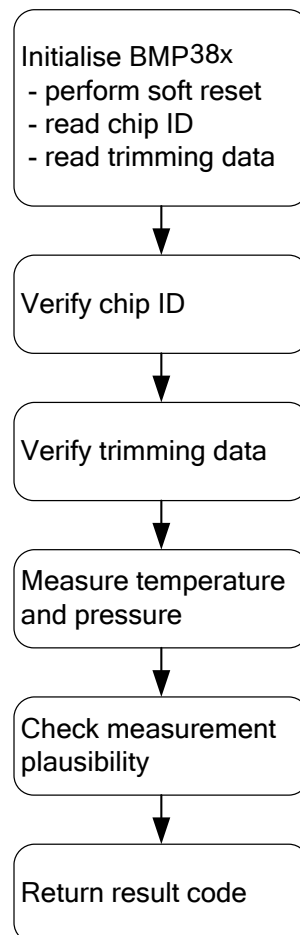 Initialise BMP38x
- perform soft reset
- read chip ID
- read trimming data
Verify chip ID
Verify trimming data
Measure temperature
and pressure
Check measurement
plausibility
Return result code